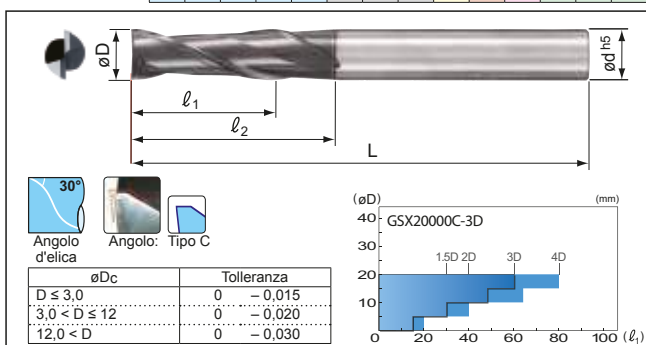 øD
ød h5
ℓ1
ℓ2
L
30°
Angolo d'elica
Angolo:
Tipo C
øDc Tolleranza
D ≤ 3,0 0 – 0,015
3,0 < D ≤ 12 0 – 0,020
12,0 < D 0 – 0,030
(øD) (mm)
GSX20000C-3D
1.5D 2D 3D 4D
40
30
20
10
0 20 40 60 80 100 (ℓ1)